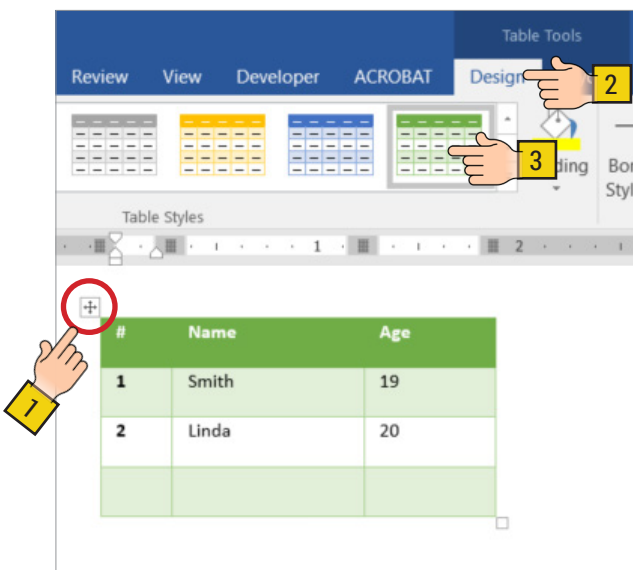 Table Tools
Review View Developer ACROBAT Design
2
3
Table Styles
1 2
# Name Age
1 Smith 19
1
2 Linda 20